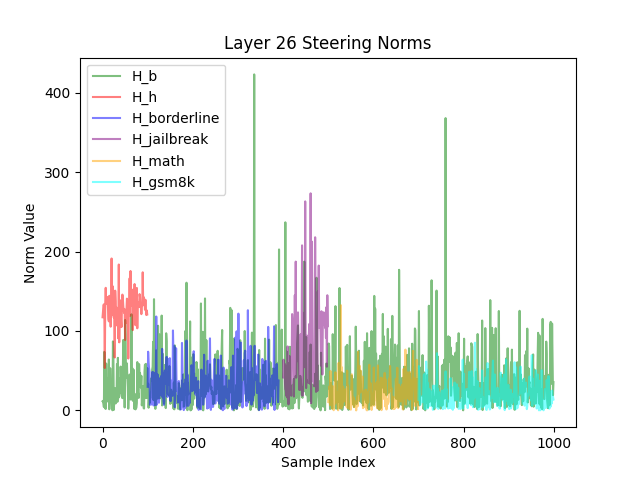 Layer 26 Steering Norms
H_b
H_h
H_borderline
H_jailbreak
H_math
H_gsm8k
400
300
200
100
0
Norm Value
0
200
400
600
800
1000
Sample Index